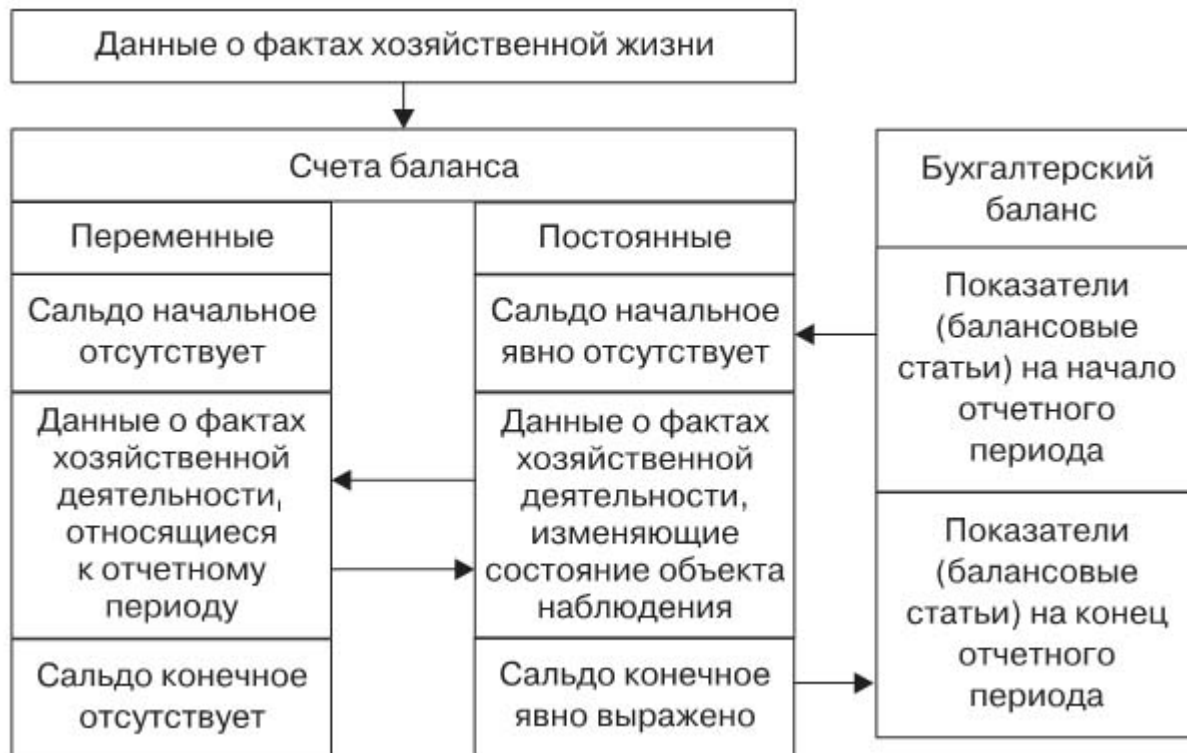 Данные о фактах хозяйственной жизни
Счета баланса
Переменные
Сальдо начальное
отсутствует
Данные о фактах
хозяйственной
деятельности,
относящиеся
к отчетному
периоду
Сальдо конечное
отсутствует
Постоянные
Сальдо начальное
явно отсутствует
Данные о фактах
хозяйственной
деятельности,
изменяющие
состояние объекта
наблюдения
Сальдо конечное
явно выражено
Бухгалтерский
баланс
Показатели
(балансовые
статьи) на начало
отчетного
периода
Показатели
(балансовые
статьи) на конец
отчетного
периода